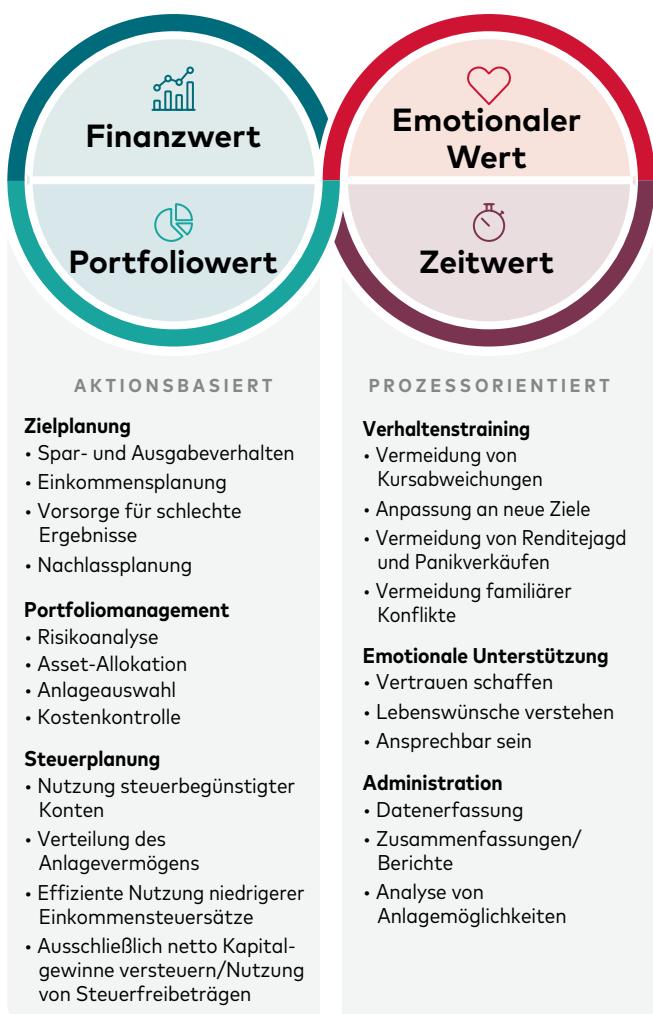 Finanzwert
Portfoliowert
Emotionaler
Wert
Zeitwert
AKTIONSBASIERT
Zielplanung
• Spar- und Ausgabeverhalten
• Einkommensplanung
• Vorsorge für schlechte
Ergebnisse
• Nachlassplanung
Portfoliomanagement
• Risikoanalyse
• Asset-Allokation
• Anlageauswahl
• Kostenkontrolle
Steuerplanung
• Nutzung steuerbegünstigter
Konten
• Verteilung des
Anlagevermögens
• Effiziente Nutzung niedrigerer
Einkommensteuersätze
• Ausschließlich netto Kapital-
gewinne versteuern/Nutzung
von Steuerfreibeträgen
PROZESSORIENTIERT
Verhaltenstraining
• Vermeidung von
Kursabweichungen
• Anpassung an neue Ziele
• Vermeidung von Renditejagd
und Panikverkäufen
• Vermeidung familiärer
Konflikte
Emotionale Unterstützung
• Vertrauen schaffen
• Lebenswünsche verstehen
• Ansprechbar sein
Administration
• Datenerfassung
• Zusammenfassungen/
Berichte
• Analyse von
Anlagemöglichkeiten